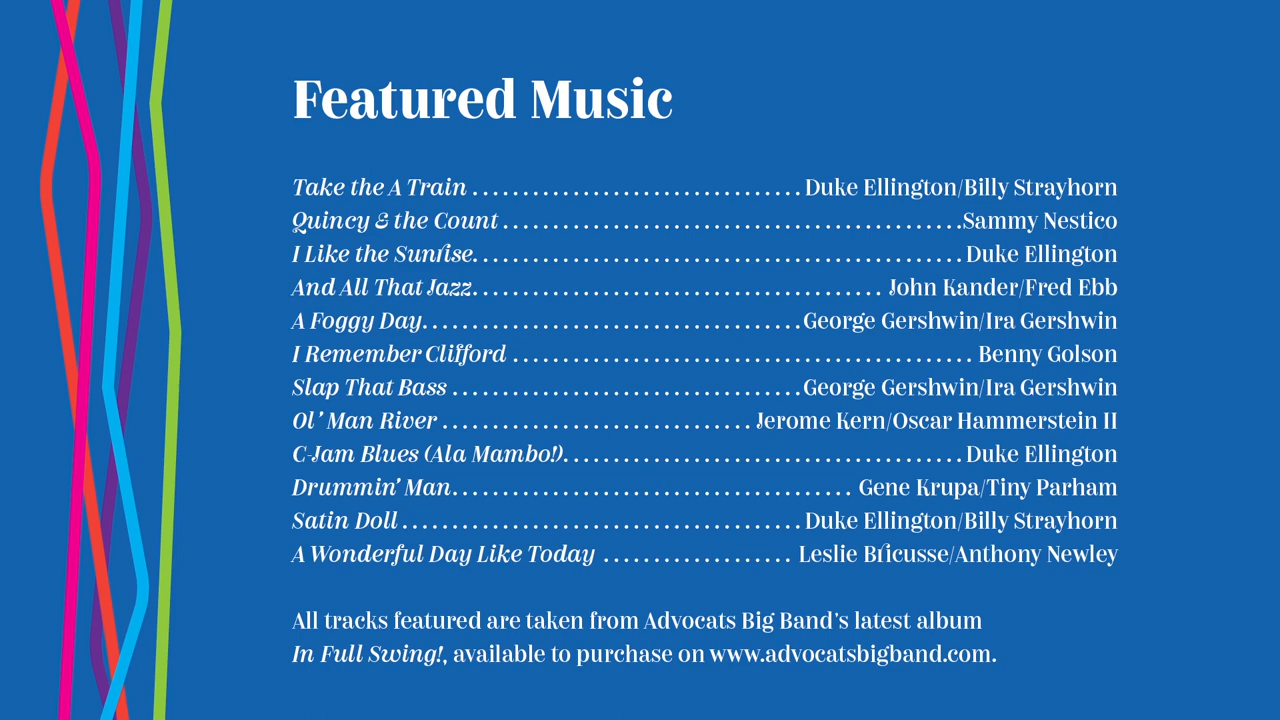 Featured Music
Take the A Train . . . . . . . . . . . . . . . . . . . . . . . . . . . . . . . . . Duke Ellington/Billy Strayhorn
Quincy & the Count . . . . . . . . . . . . . . . . . . . . . . . . . . . . . . . . . . . . . . . . . . . . . . Sammy Nestico
I Like the Sunrise. . . . . . . . . . . . . . . . . . . . . . . . . . . . . . . . . . . . . . . . . . . . . . . . . Duke Ellington
And All That Jazz. . . . . . . . . . . . . . . . . . . . . . . . . . . . . . . . . . . . . . . . . John Kander/Fred Ebb
A Foggy Day. . . . . . . . . . . . . . . . . . . . . . . . . . . . . . . . . . . . . . George Gershwin/Ira Gershwin
I Remember Clifford . . . . . . . . . . . . . . . . . . . . . . . . . . . . . . . . . . . . . . . . . . . . . . Benny Golson
Slap That Bass . . . . . . . . . . . . . . . . . . . . . . . . . . . . . . . . . . . George Gershwin/Ira Gershwin
Ol' Man River . . . . . . . . . . . . . . . . . . . . . . . . . . . . . . . Jerome Kern/Oscar Hammerstein II
C-Jam Blues (Ala Mambo!). . . . . . . . . . . . . . . . . . . . . . . . . . . . . . . . . . . . . . . . Duke Ellington
Drummin' Man. . . . . . . . . . . . . . . . . . . . . . . . . . . . . . . . . . . . . . . . Gene Krupa/Tiny Parham
Satin Doll . . . . . . . . . . . . . . . . . . . . . . . . . . . . . . . . . . . . . . . . Duke Ellington/Billy Strayhorn
A Wonderful Day Like Today . . . . . . . . . . . . . . . . . . . Leslie Bricusse/Anthony Newley
All tracks featured are taken from Advocats Big Band's latest album
In Full Swing!, available to purchase on www.advocatsbigband.com.